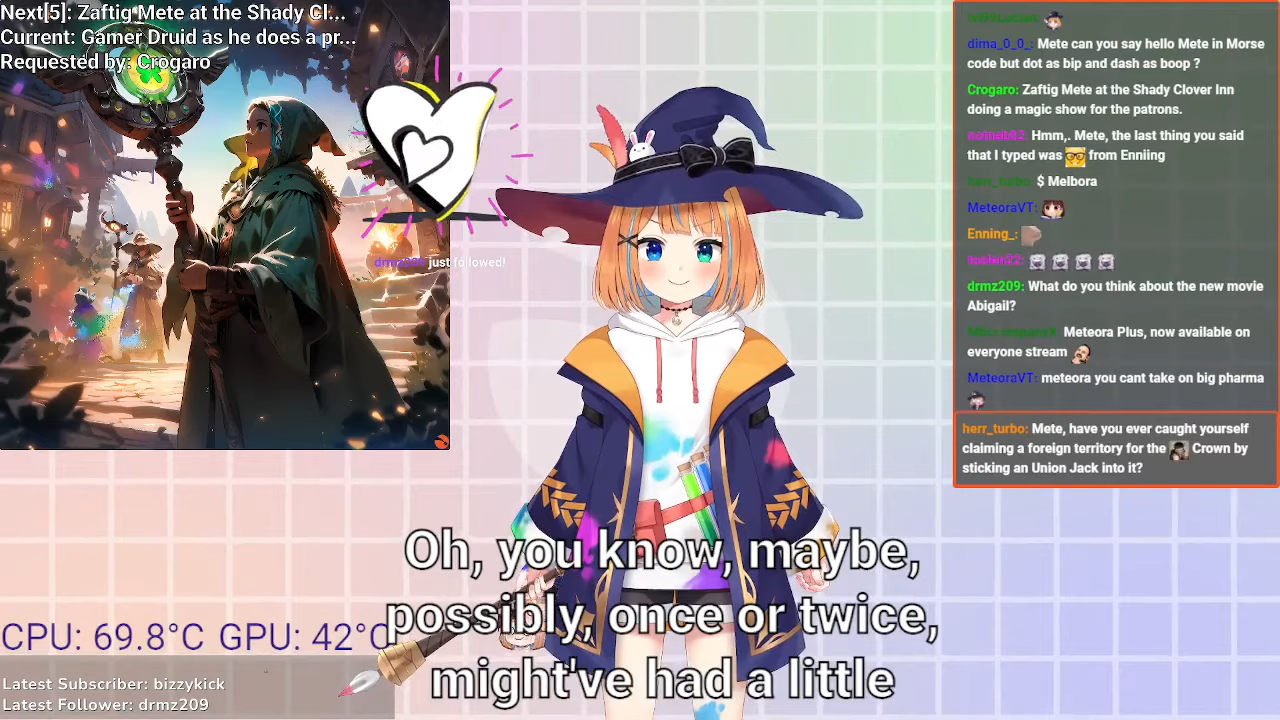 Next[5]: Zaftig Mete at the Shady Cl...
Current: Gamer Druid as he does a pr...
Requested by: Crogaro
drmz209 just followed!
dima_0_0_: Mete can you say hello Mete in Morse
code but dot as bip and dash as boop ?
Crogaro: Zaftig Mete at the Shady Clover Inn
doing a magic show for the patrons.
Hmm,. Mete, the last thing you said
that I typed was from Enniing
herr_turbo: $ Melbora
MeteoraVT:
Enning_:
drmz209: What do you think about the new movie
Abigail?
Meteora Plus, now available on
everyone stream
MeteoraVT: meteora you cant take on big pharma
herr_turbo: Mete, have you ever caught yourself
claiming a foreign territory for the Crown by
sticking an Union Jack into it?
Oh, you know, maybe,
possibly, once or twice,
might've had a little
CPU: 69.8°C GPU: 42°C
Latest Subscriber: bizzykick
Latest Follower: drmz209